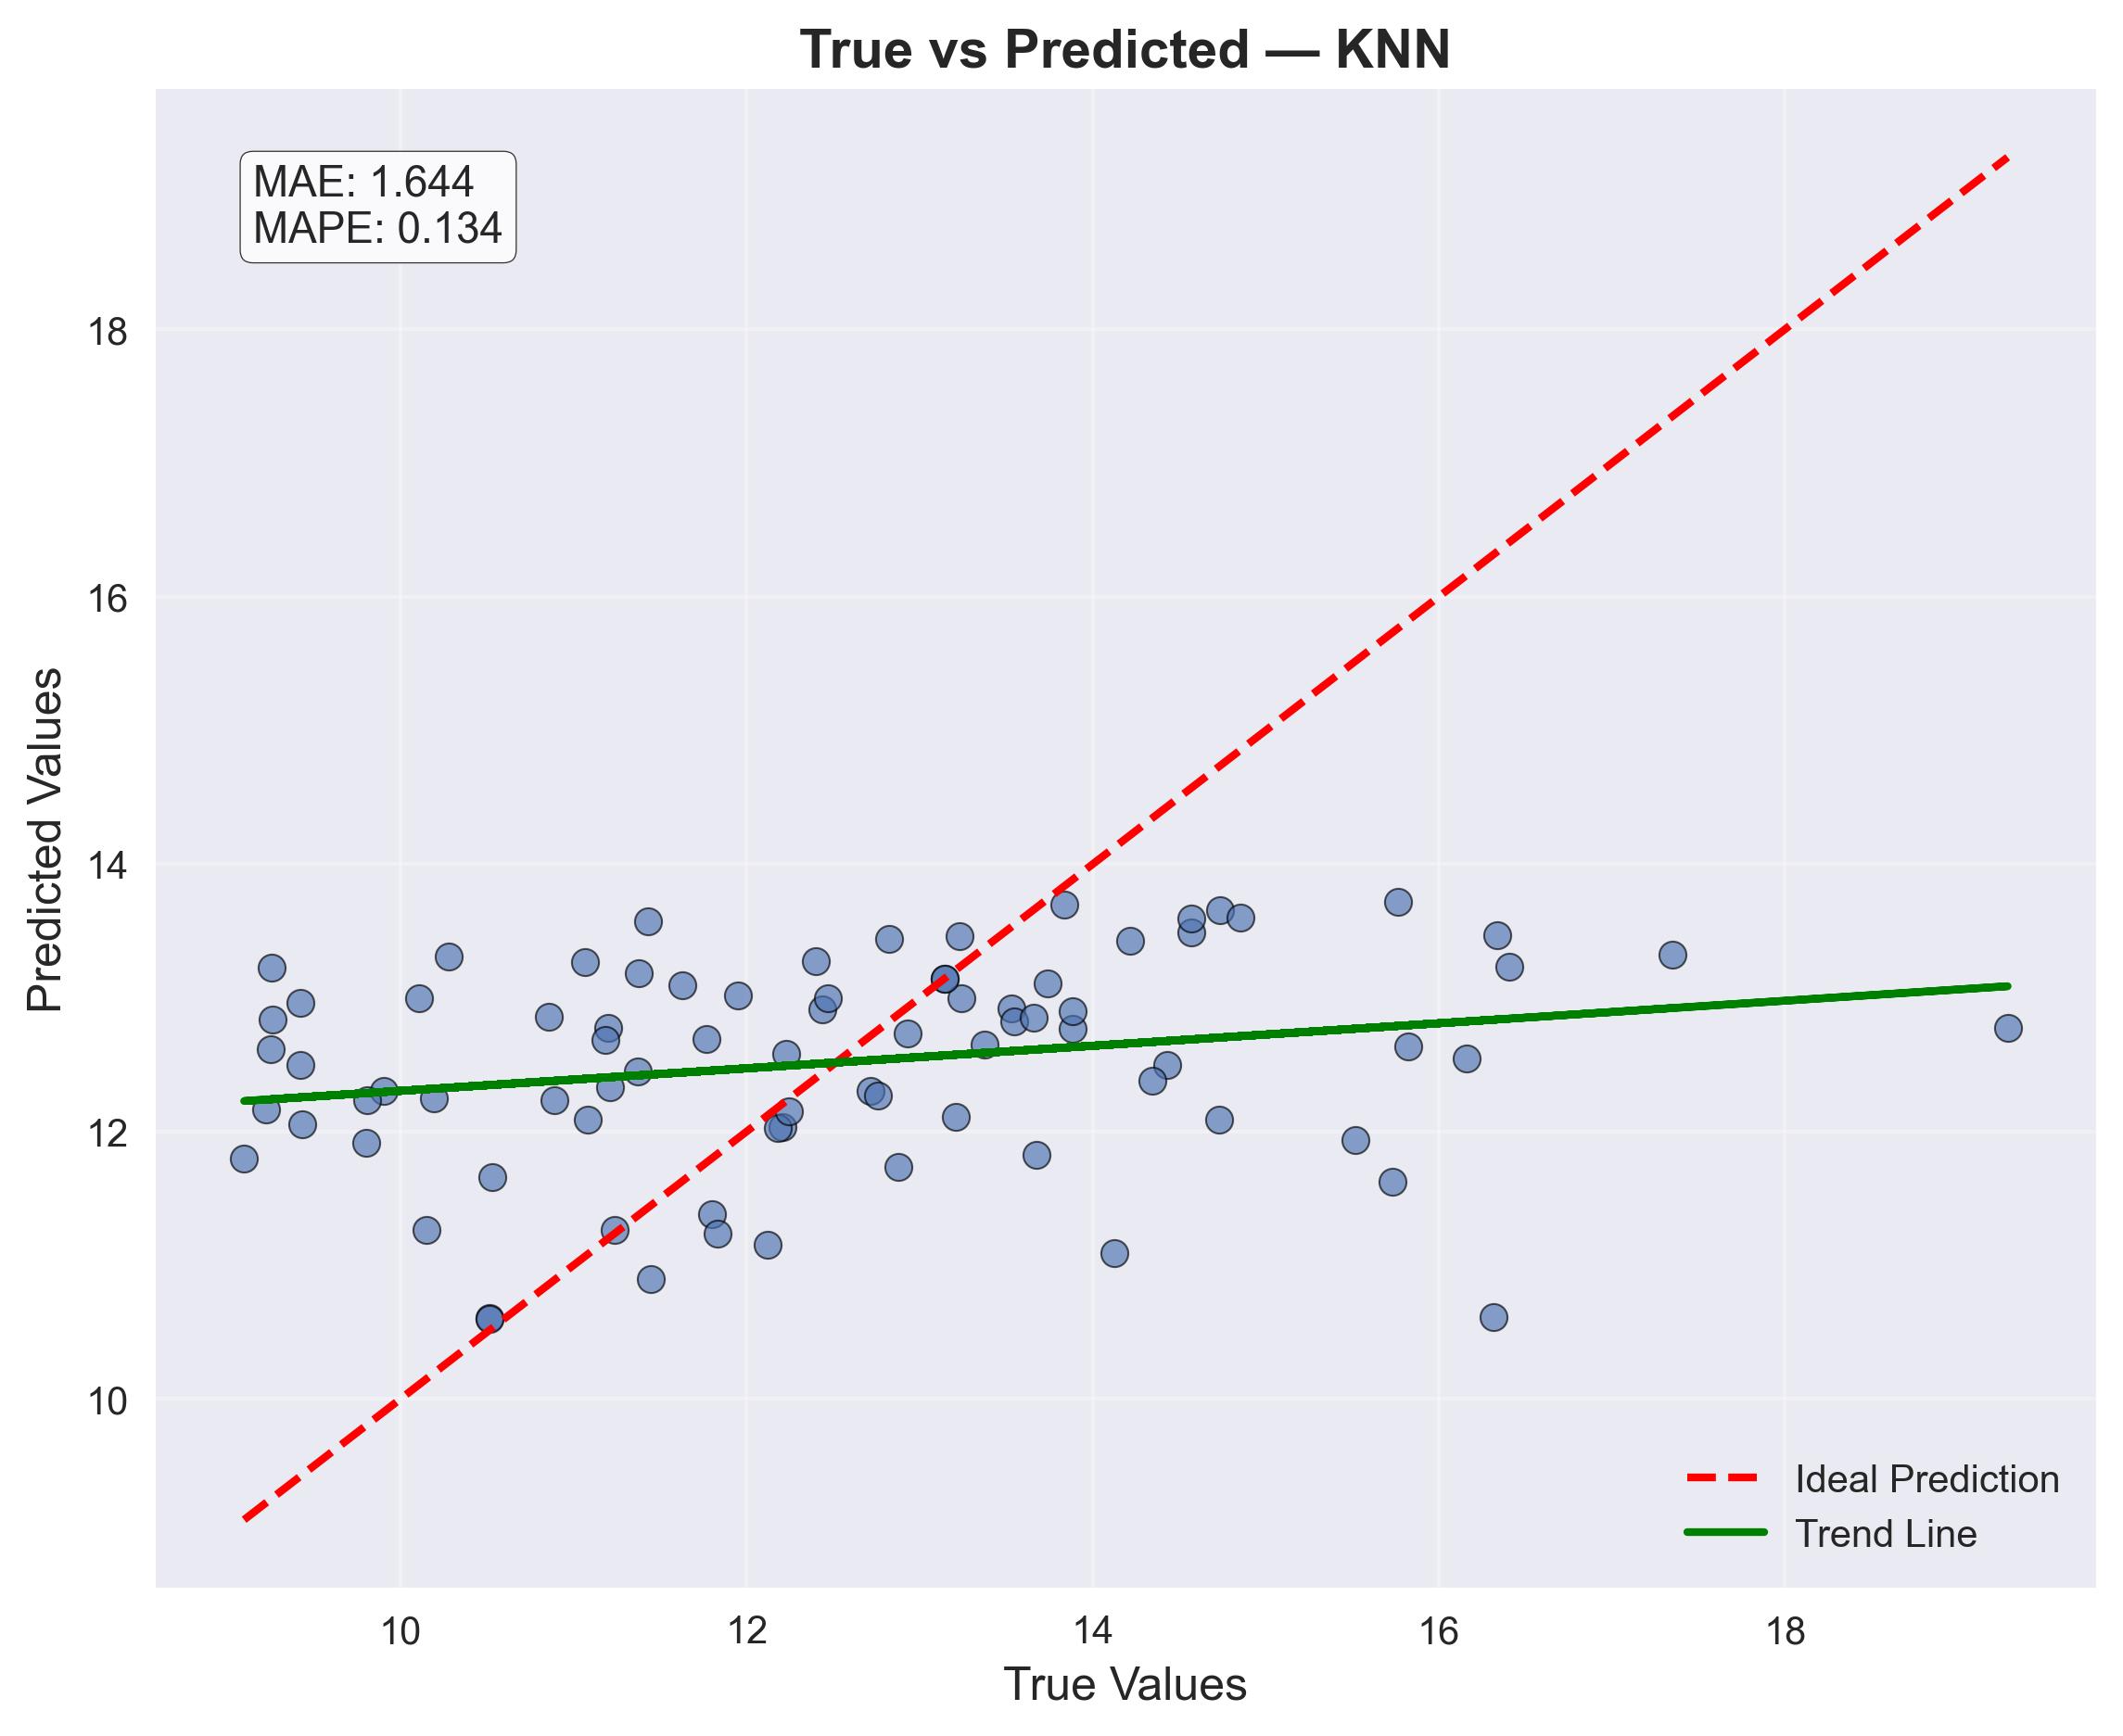 True vs Predicted — KNN
MAE: 1.644
MAPE: 0.134
Predicted Values
18
16
14
12
10
10 12 14 16 18
True Values
Ideal Prediction
Trend Line